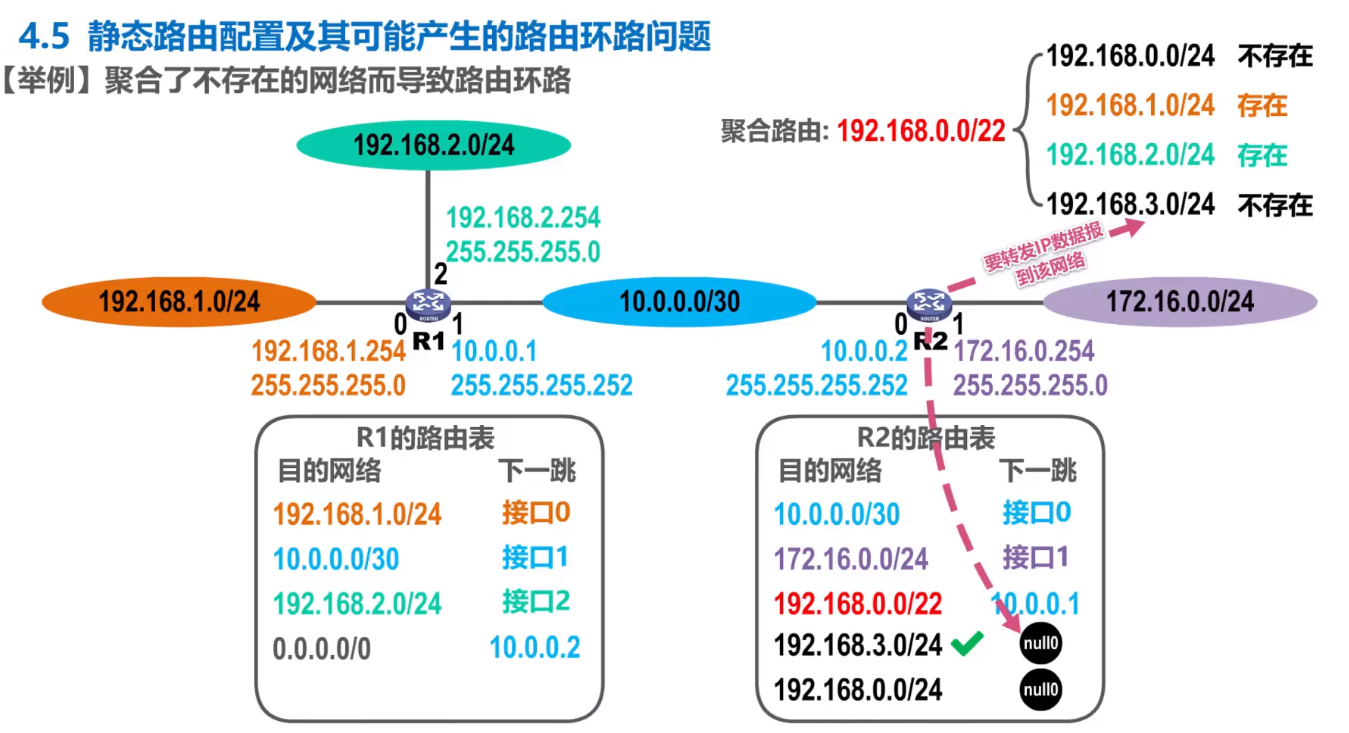 4.5 静态路由配置及其可能产生的路由环路问题
【举例】聚合了不存在的网络而导致路由环路
聚合路由: 192.168.0.0/22
192.168.0.0/24 不存在
192.168.1.0/24 存在
192.168.2.0/24 存在
192.168.3.0/24 不存在
要转发IP数据报
到该网络
192.168.2.0/24
192.168.2.254
255.255.255.0
2
192.168.1.0/24
ROUTER
10.0.0.0/30
ROUTER
172.16.0.0/24
0
R1
1
0
R2
1
192.168.1.254
255.255.255.0
10.0.0.1
255.255.255.252
10.0.0.2
255.255.255.252
172.16.0.254
255.255.255.0
R1的路由表
目的网络 下一跳
192.168.1.0/24 接口0
10.0.0.0/30 接口1
192.168.2.0/24 接口2
0.0.0.0/0 10.0.0.2
R2的路由表
目的网络 下一跳
10.0.0.0/30 接口0
172.16.0.0/24 接口1
192.168.0.0/22 10.0.0.1
192.168.3.0/24 null0
192.168.0.0/24 null0